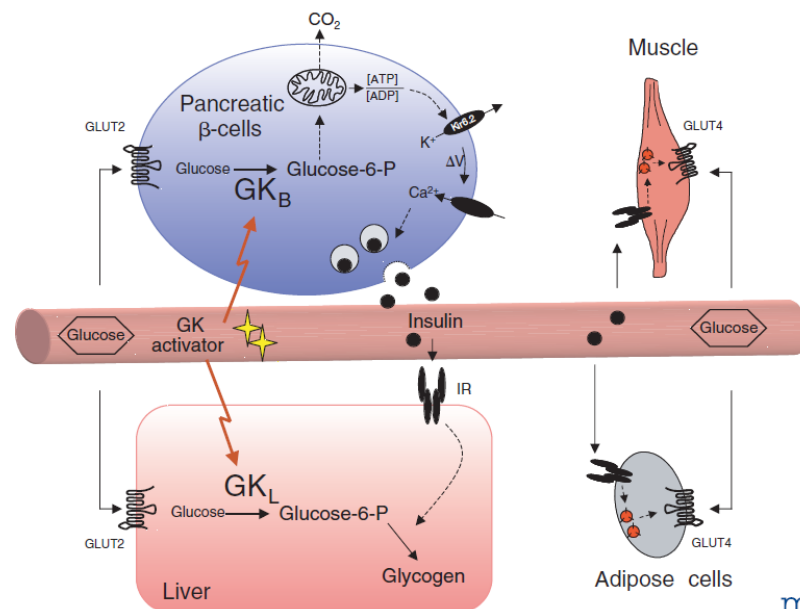 CO2
Muscle
[ATP]
[ADP]
Pancreatic
β-cells
Kir6.2
GLUT2
GLUT4
K+
ΔV
Glucose
Glucose-6-P
GKB
Ca2+
Glucose
GK
activator
Insulin
Glucose
IR
GKL
Glucose
Glucose-6-P
GLUT2
GLUT4
Glycogen
Liver
Adipose cells
m